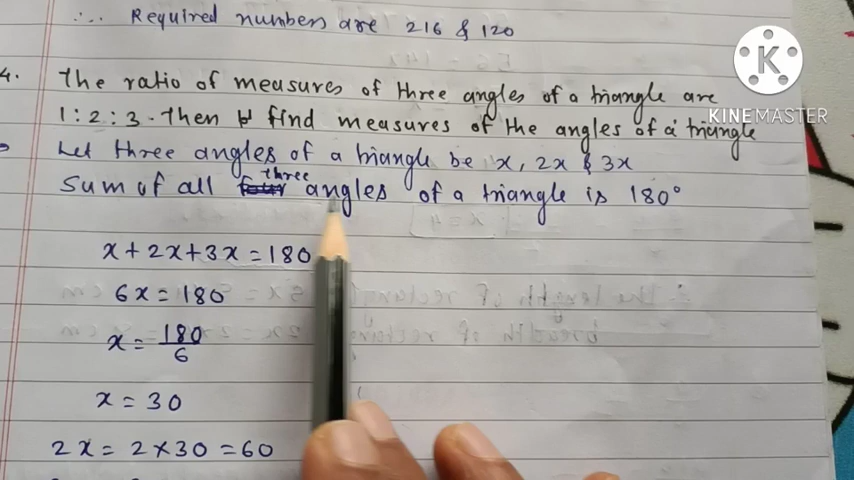 ∴ Required numbers are 216 & 120
4. The ratio of measures of three angles of a triangle are
1 : 2 : 3. Then find measures of the angles of a triangle
Let three angles of a triangle be x, 2x & 3x
Sum of all three angles of a triangle is 180°
x + 2x + 3x = 180
6x = 180
x = 180/6
x = 30
2x = 2 × 30 = 60
K
KINEMASTER